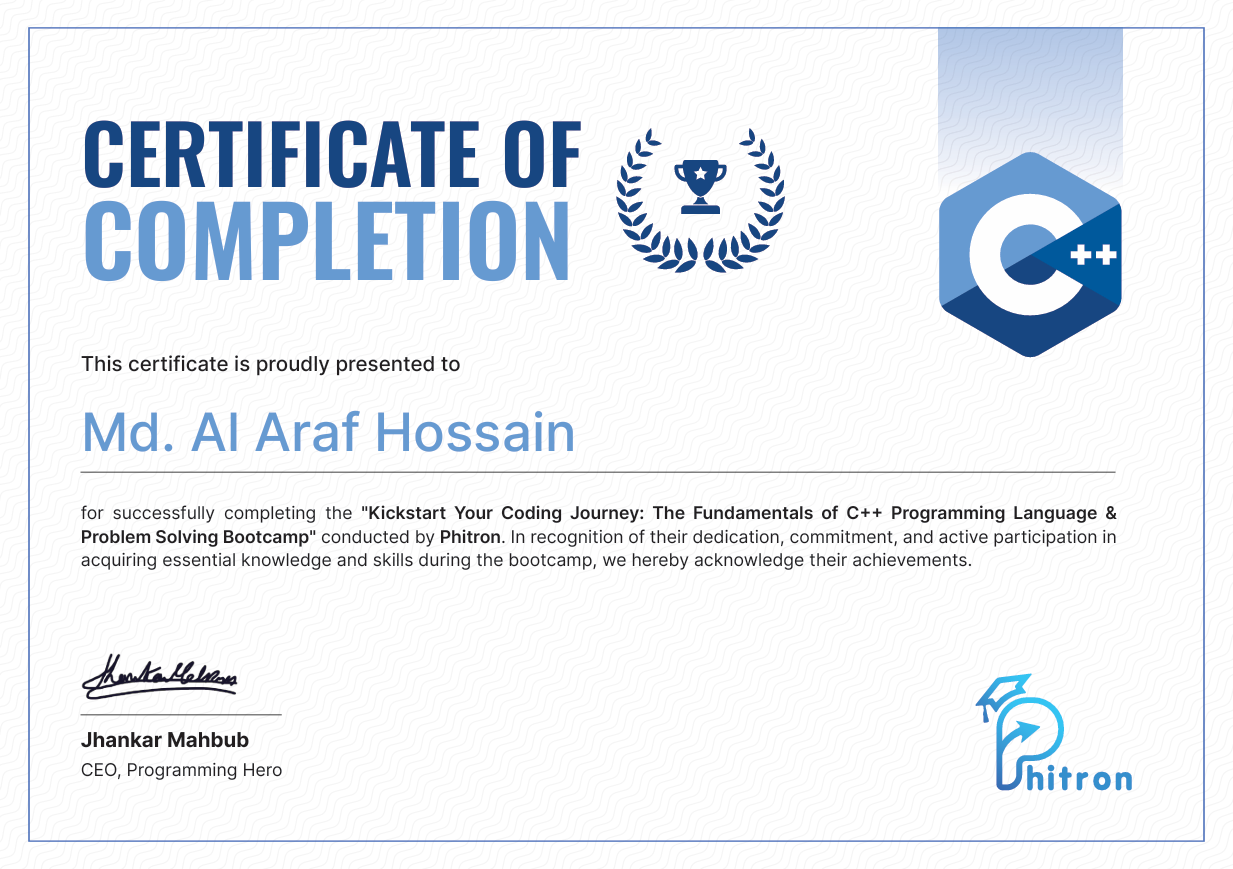 CERTIFICATE OF
COMPLETION
C++
This certificate is proudly presented to
Md. Al Araf Hossain
for successfully completing the "Kickstart Your Coding Journey: The Fundamentals of C++ Programming Language &
Problem Solving Bootcamp" conducted by Phitron. In recognition of their dedication, commitment, and active participation in
acquiring essential knowledge and skills during the bootcamp, we hereby acknowledge their achievements.
Jhankar Mahbub
Jhankar Mahbub
CEO, Programming Hero
Phitron